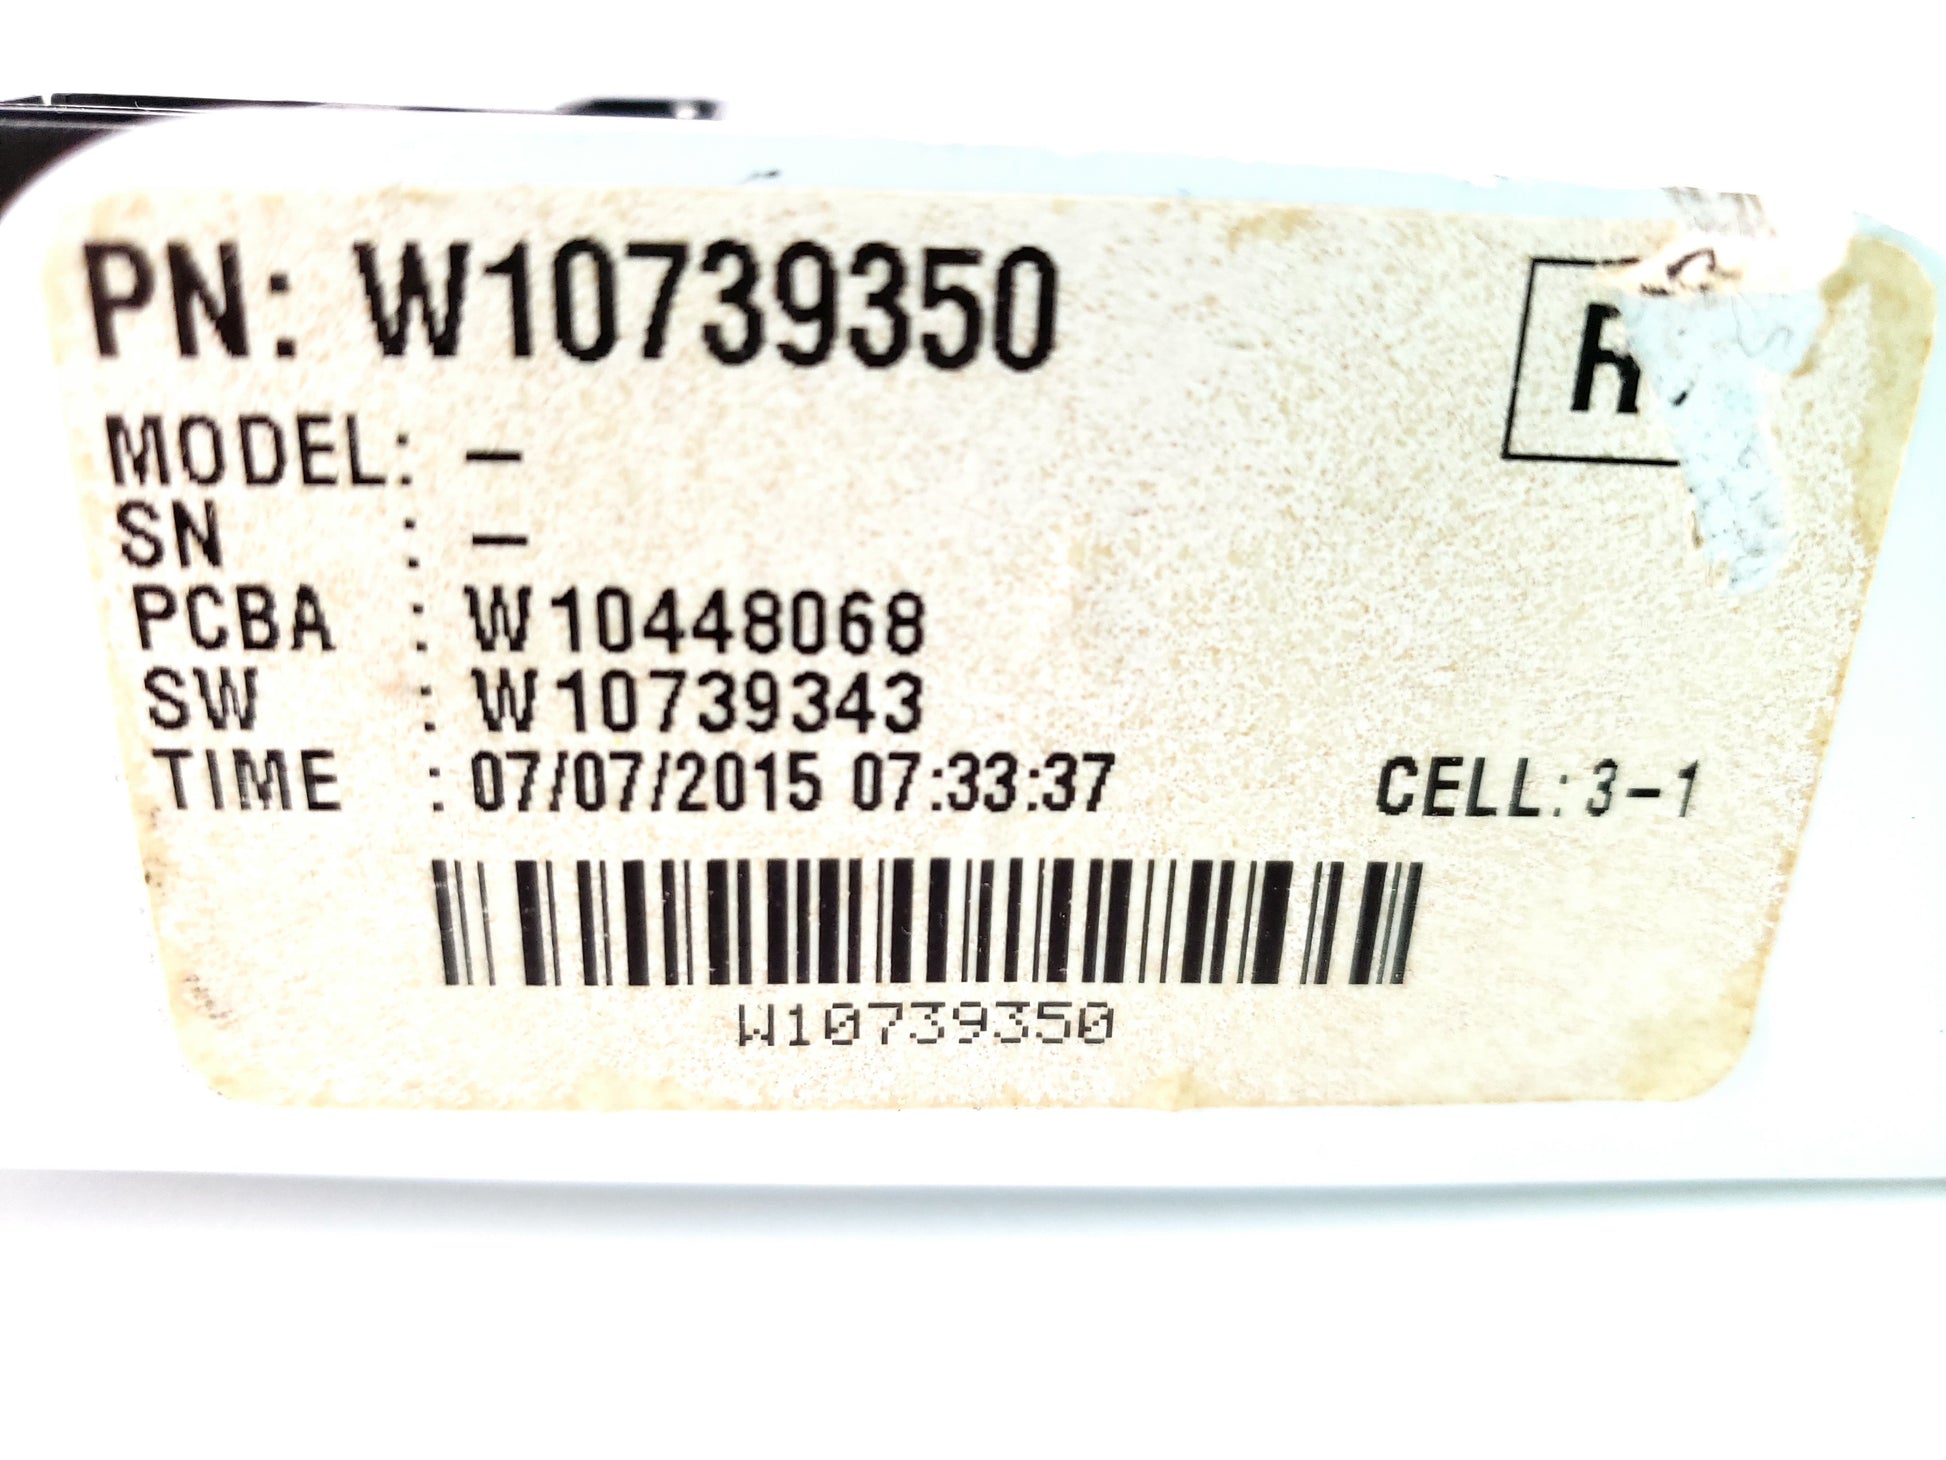 PN: W10739350
MODEL: -
SN : -
PCBA : W10448068
SW : W10739343
TIME : 07/07/2015 07:33:37 CELL: 3-1
W10739350